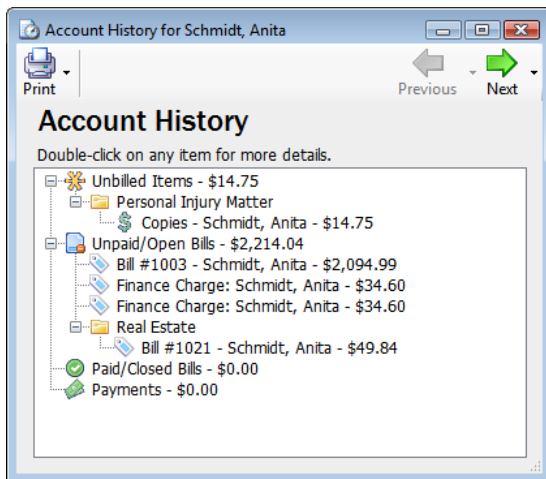 Account History for Schmidt, Anita
Print
Previous
Next
Account History
Double-click on any item for more details.
Unbilled Items - $14.75
Personal Injury Matter
Copies - Schmidt, Anita - $14.75
Unpaid/Open Bills - $2,214.04
Bill #1003 - Schmidt, Anita - $2,094.99
Finance Charge: Schmidt, Anita - $34.60
Finance Charge: Schmidt, Anita - $34.60
Real Estate
Bill #1021 - Schmidt, Anita - $49.84
Paid/Closed Bills - $0.00
Payments - $0.00